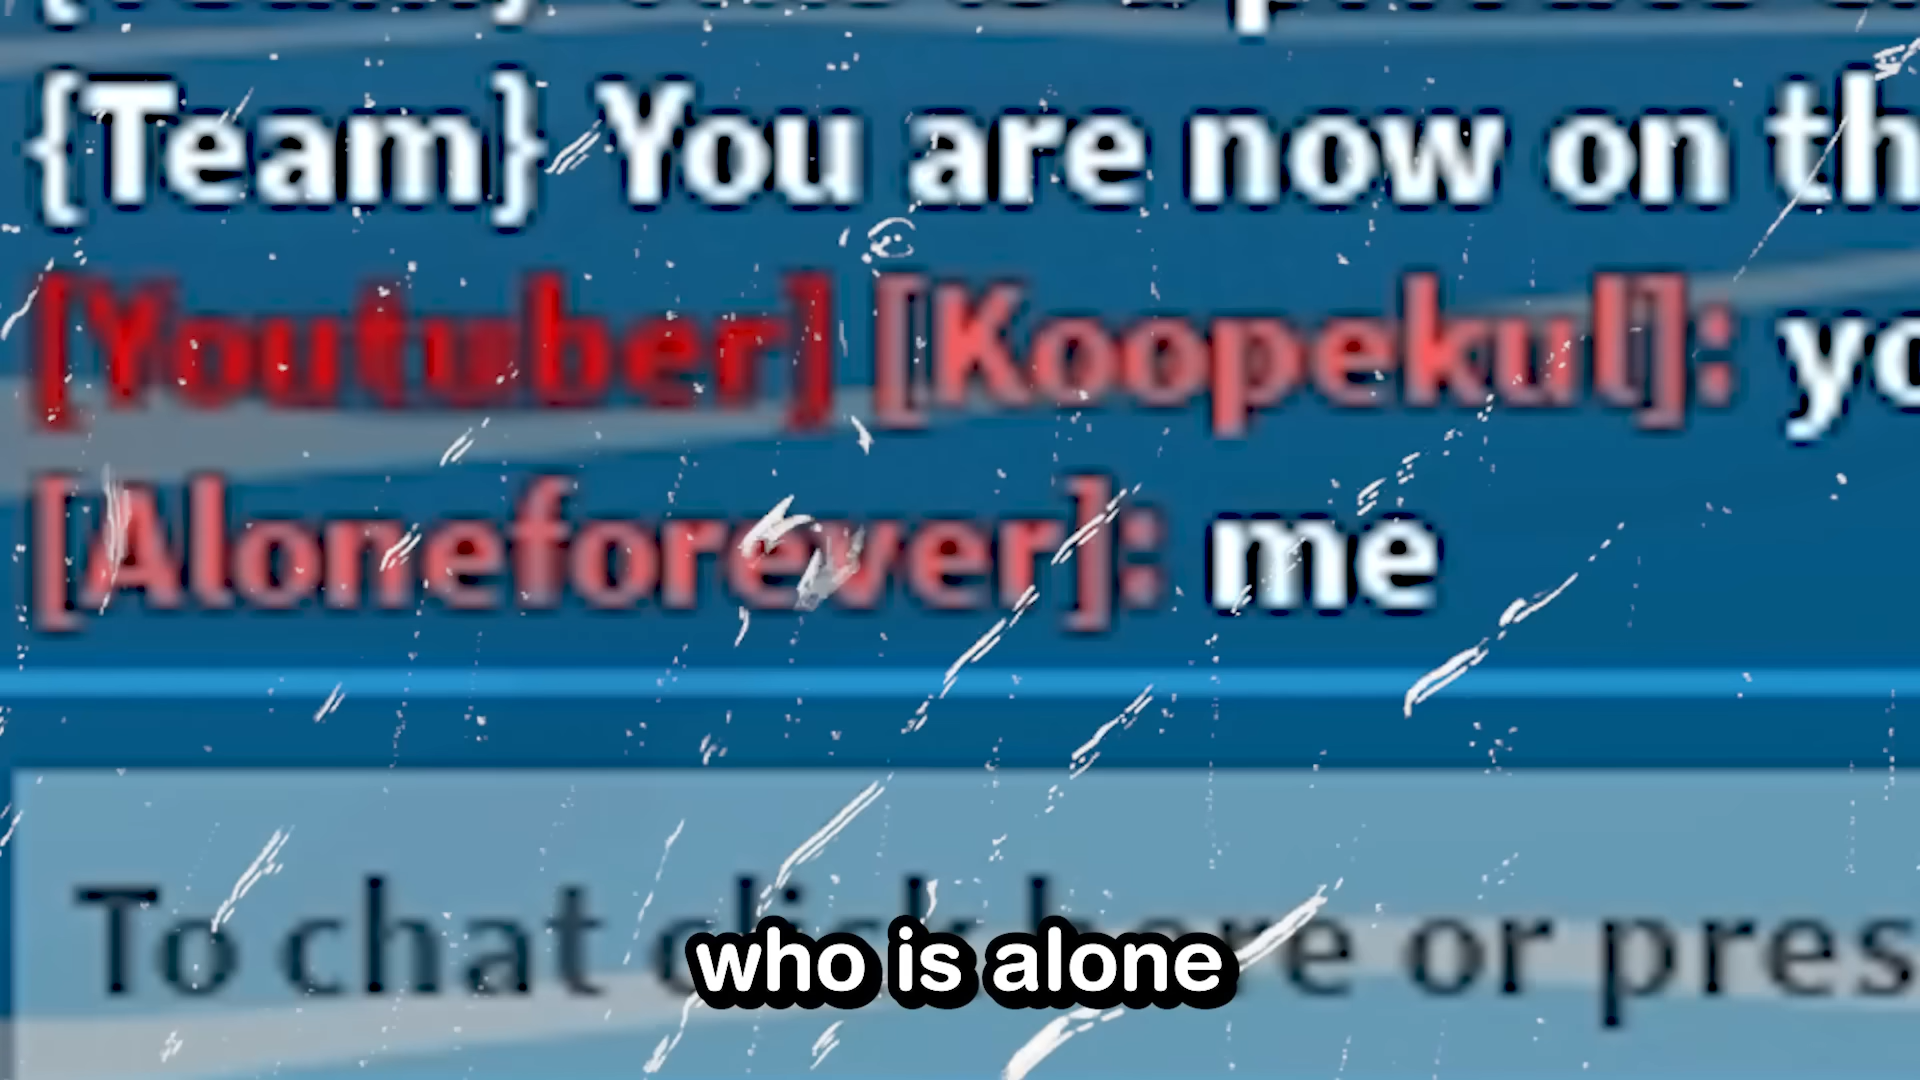 {Team} You are now on th
[Youtuber] [Koopekul]: yo
[Aloneforever]: me
To chat click here or pres
who is alone